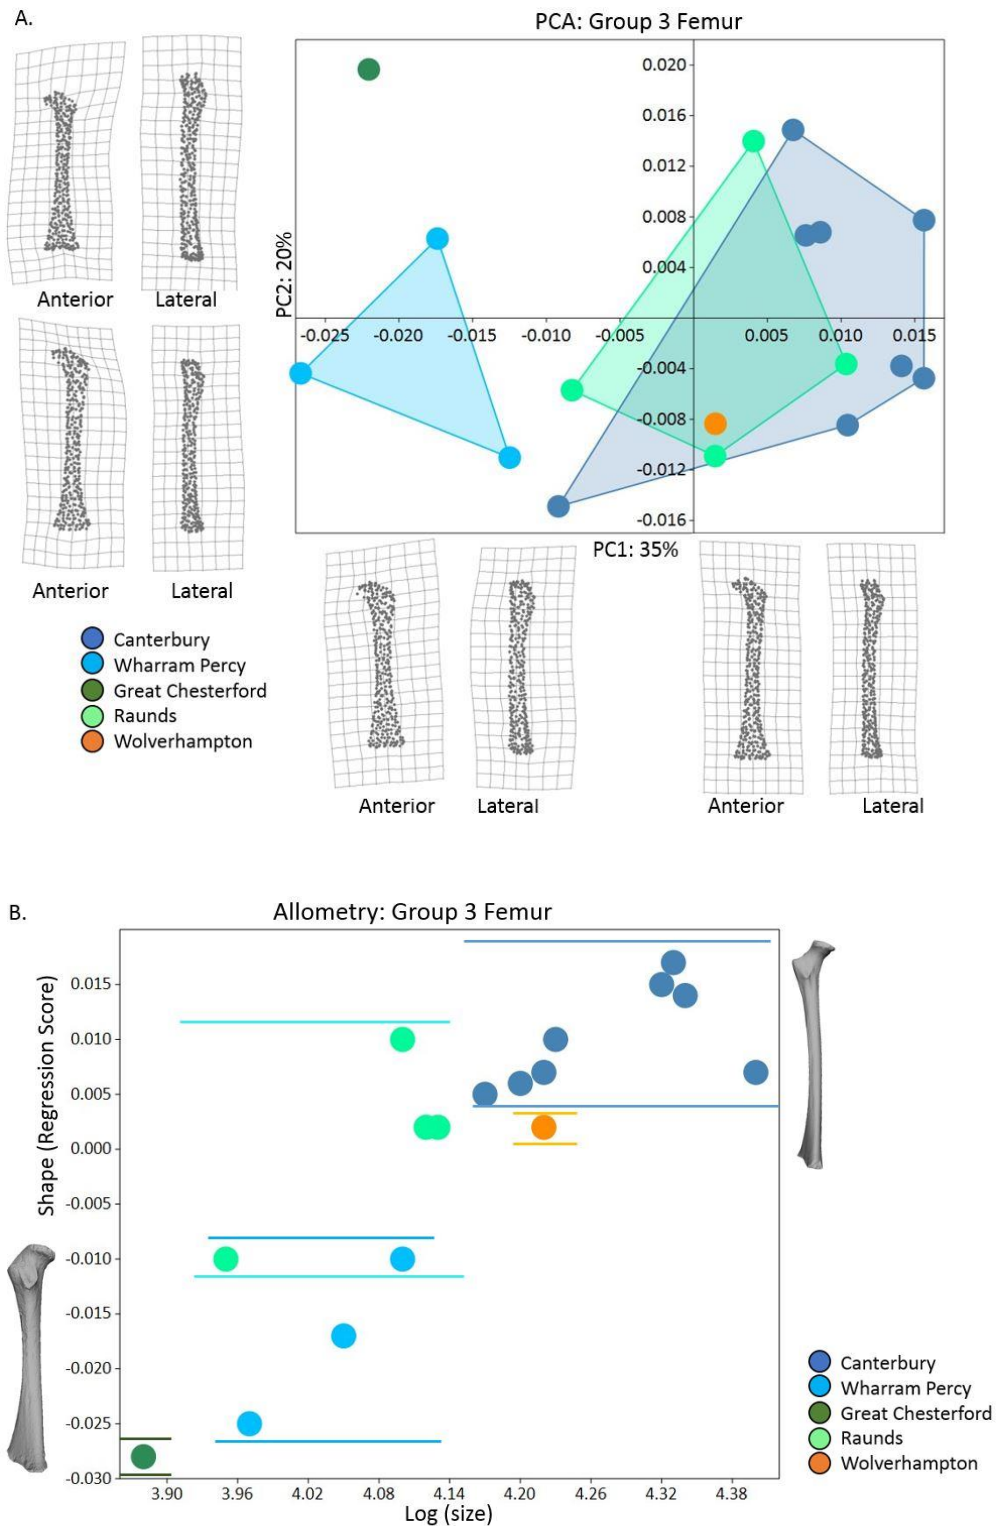 A.
PCA: Group 3 Femur
0.020
0.016
0.012
0.008
0.004
-0.004
-0.008
-0.012
-0.016
-0.025 -0.020 -0.015 -0.010 -0.005 0.005 0.010 0.015
PC2: 20%
PC1: 35%
Anterior Lateral
Anterior Lateral
Anterior Lateral Anterior Lateral
Canterbury
Wharram Percy
Great Chesterford
Raunds
Wolverhampton
B.
Allometry: Group 3 Femur
Shape (Regression Score)
0.015
0.010
0.005
0.000
-0.005
-0.010
-0.015
-0.020
-0.025
-0.030
3.90 3.96 4.02 4.08 4.14 4.20 4.26 4.32 4.38
Log (size)
Canterbury
Wharram Percy
Great Chesterford
Raunds
Wolverhampton